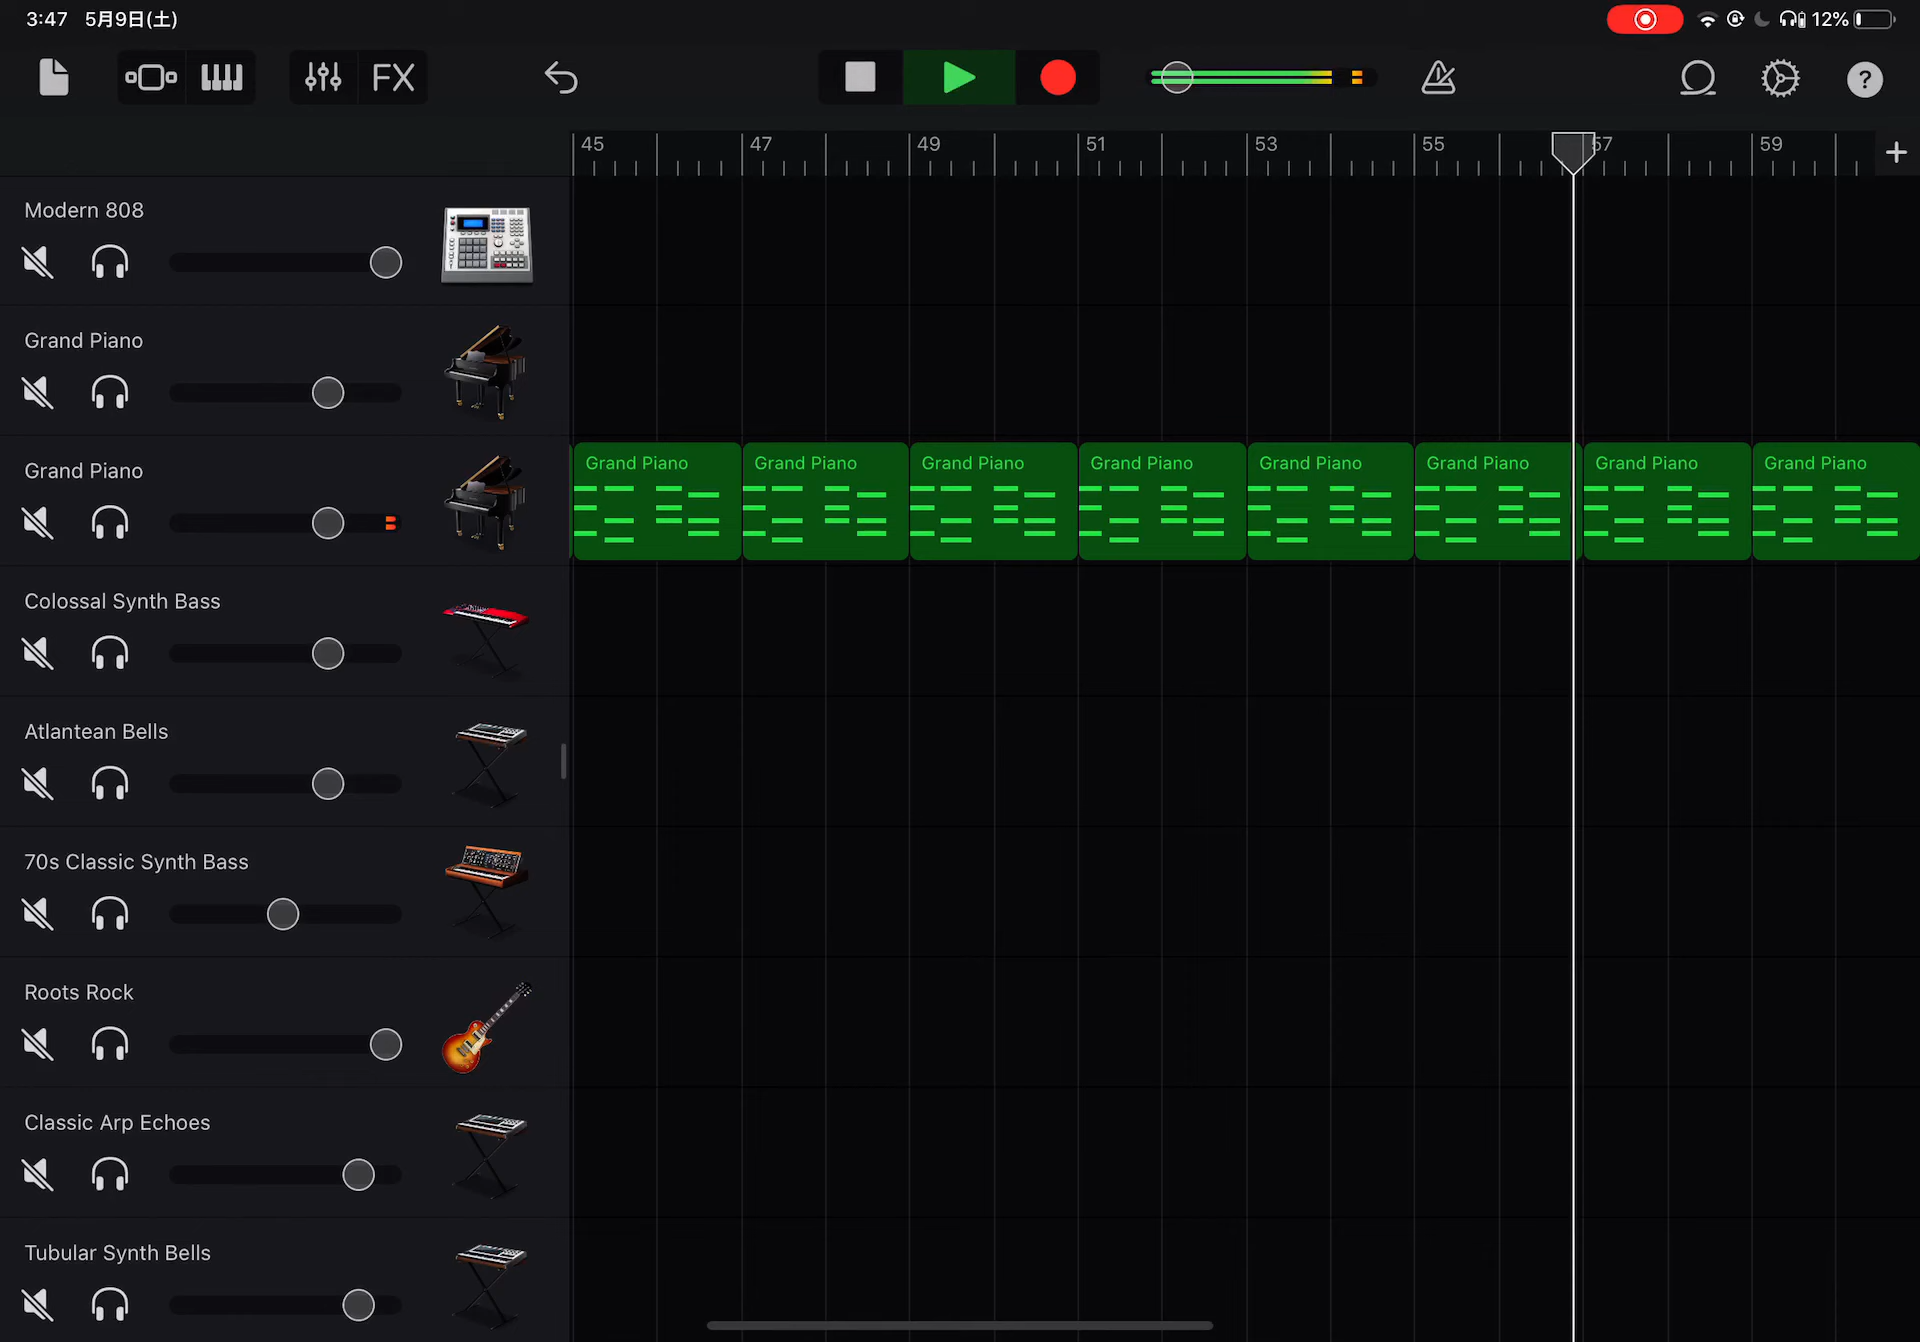 3:47 5月9日(土)
12%
FX
?
45 47 49 51 53 55 57 59
+
Modern 808
Grand Piano
Grand Piano
Grand Piano Grand Piano Grand Piano Grand Piano Grand Piano Grand Piano Grand Piano Grand Piano
Colossal Synth Bass
Atlantean Bells
70s Classic Synth Bass
Roots Rock
Classic Arp Echoes
Tubular Synth Bells